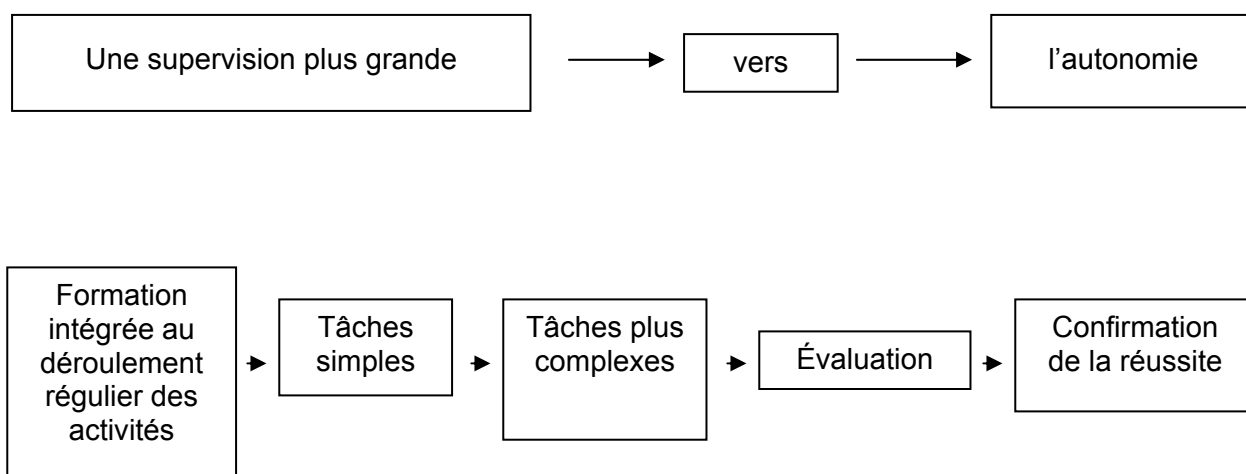 Une supervision plus grande
vers
l’autonomie
Formation
intégrée au
déroulement
régulier des
activités
Tâches
simples
Tâches plus
complexes
Évaluation
Confirmation
de la réussite